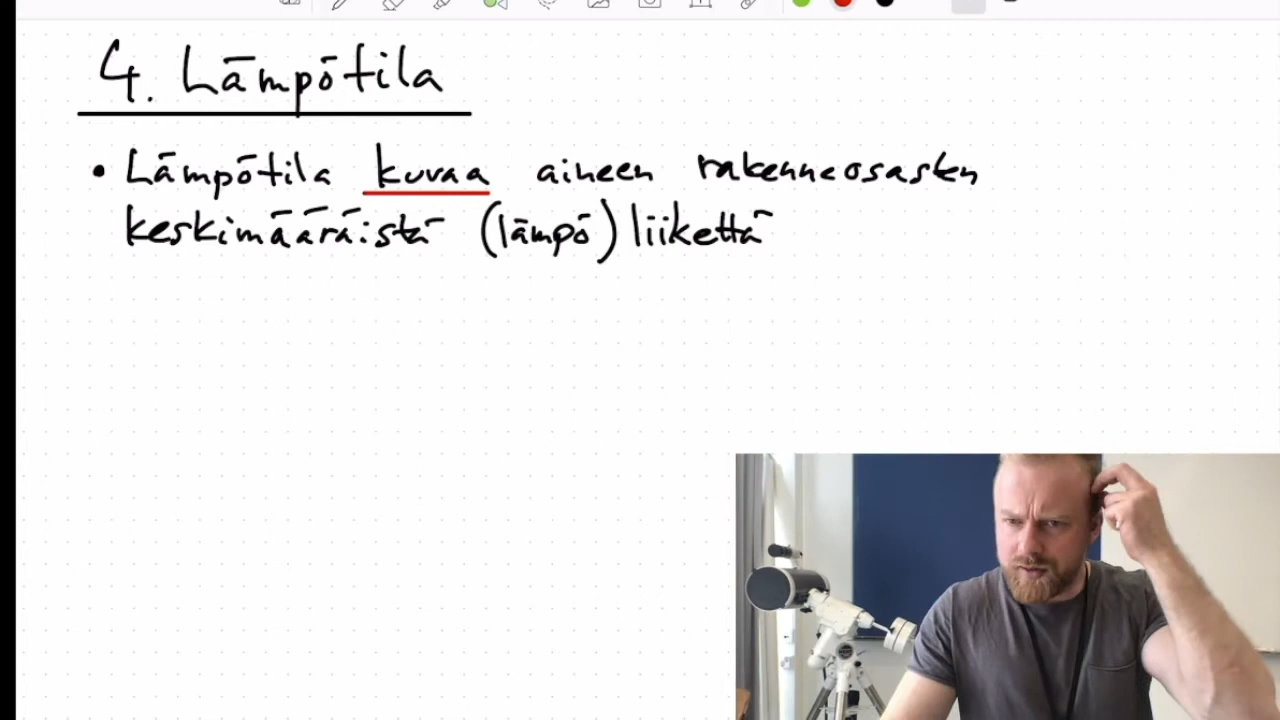 4. Lämpötila
• Lämpötila kuvaa aineen rakenneosasten
keskimääräistä (lämpö)liikettä